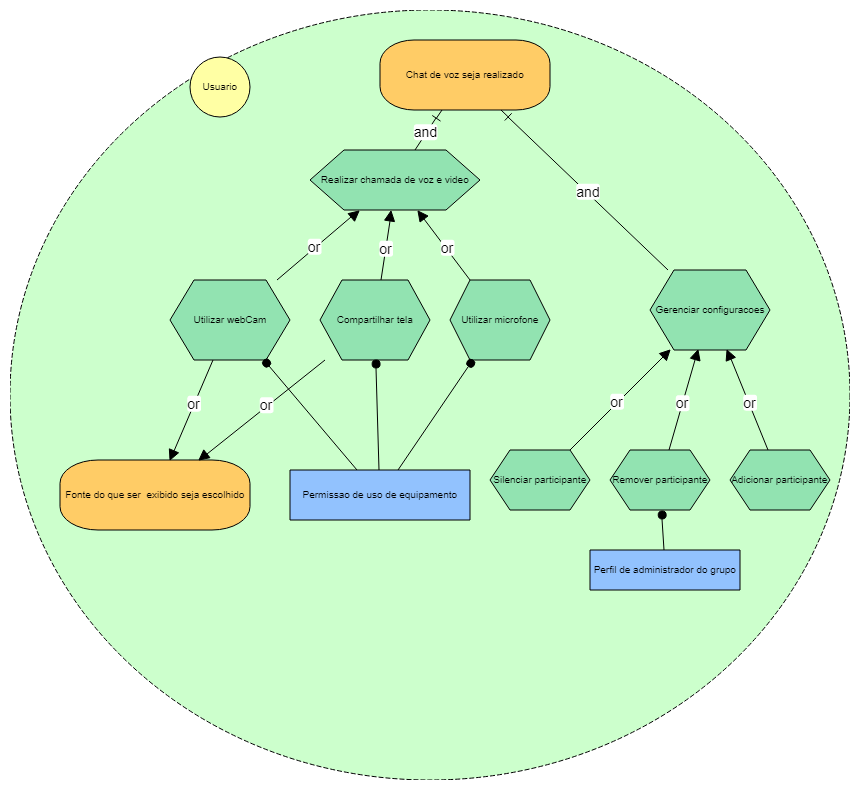 Chat de voz seja realizado
Usuario
and
Realizar chamada de voz e video
and
or
or
or
Utilizar webCam
Compartilhar tela
Utilizar microfone
Gerenciar configuracoes
or
or
or
or
or
Silenciar participante
Remover participante
Adicionar participante
Fonte do que ser  exibido seja escolhido
Permissao de uso de equipamento
Perfil de administrador do grupo